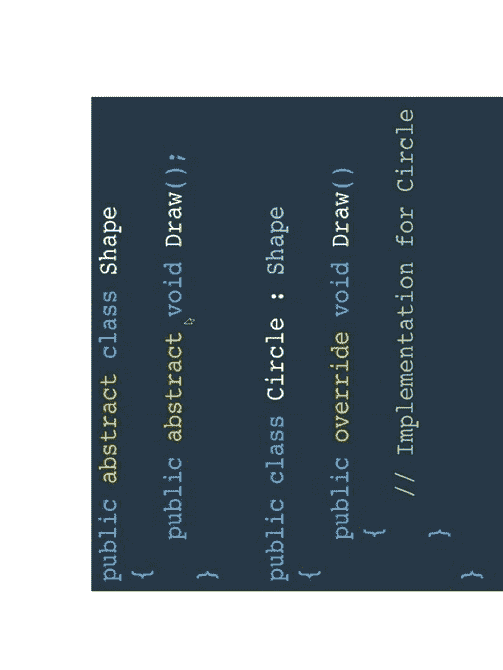 public abstract class Shape
{
public abstract void Draw();
}
public class Circle : Shape
{
public override void Draw()
{
// Implementation for Circle
}
}